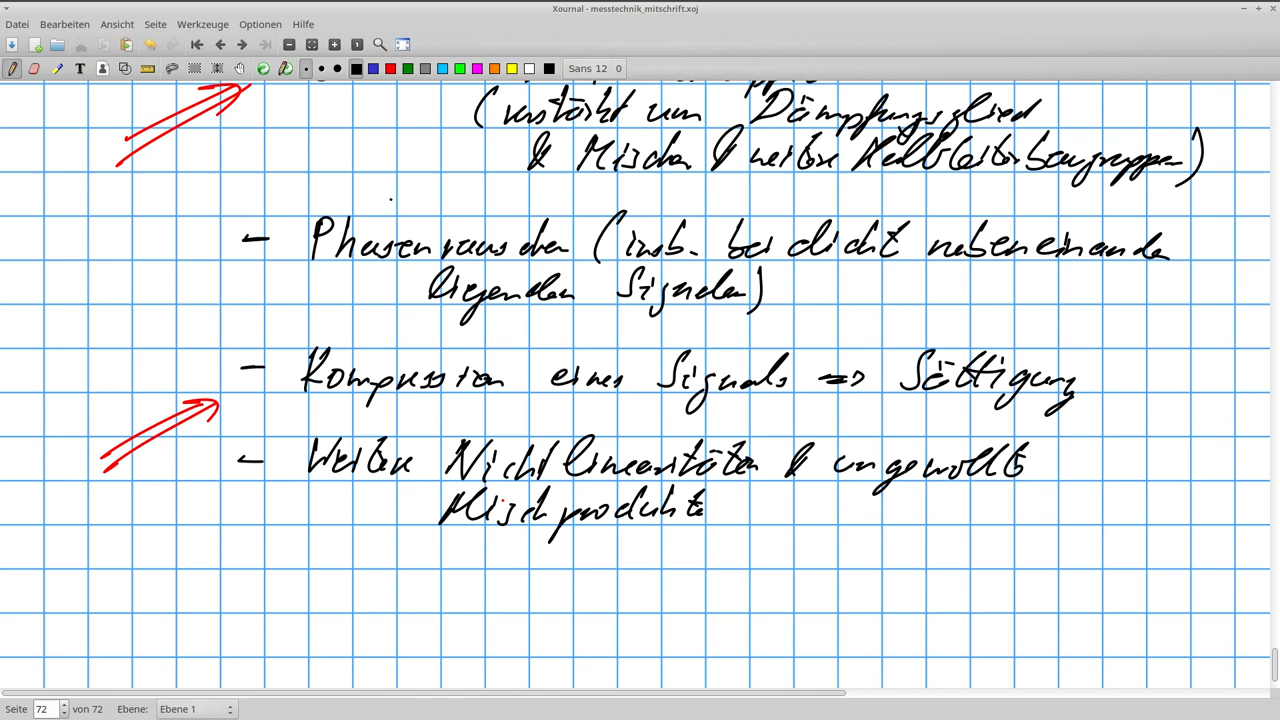 Xournal - messtechnik_mitschrift.xoj
Datei Bearbeiten Ansicht Seite Werkzeuge Optionen Hilfe
Sans 12 0
(verstärkt um Dämpfungsglied
& Mischer & weitere Halbleiterbaugruppen)
- Phasenrauschen (insb. bei dicht nebeneinander
liegenden Signalen)
- Kompression eines Signals => Sättigung
- Weitere Nichtlinearitäten & ungewollte
Mischprodukte
Seite 72 von 72 Ebene: Ebene 1